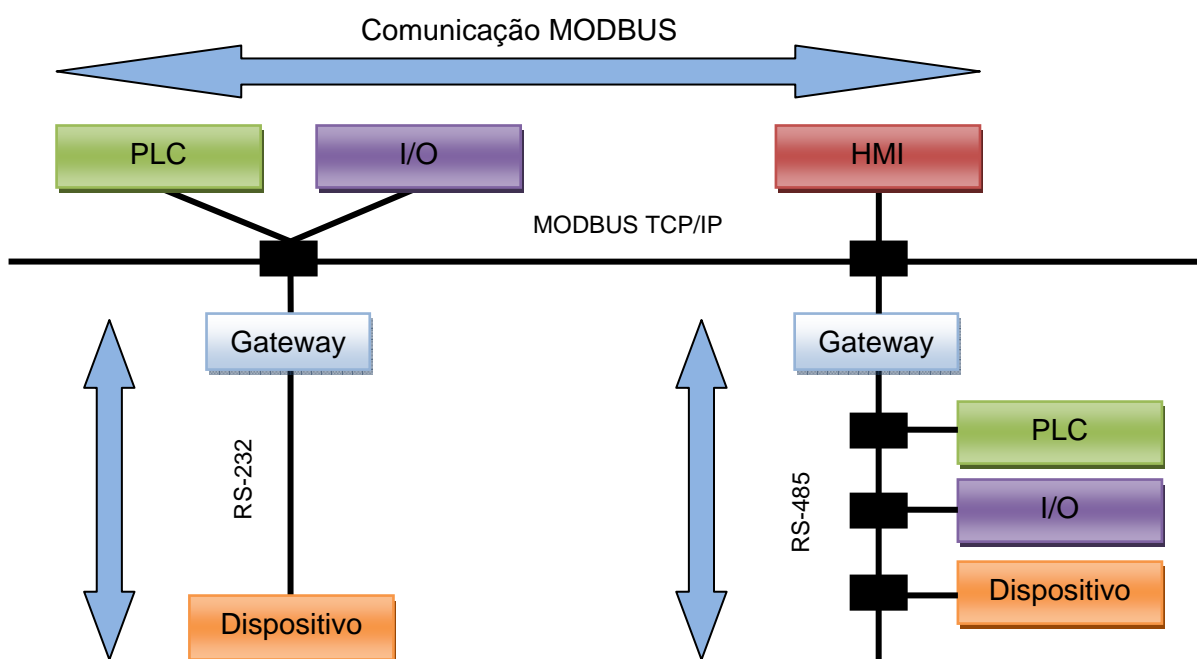 Comunicação MODBUS
PLC
I/O
HMI
MODBUS TCP/IP
Gateway
Gateway
RS-232
RS-485
PLC
I/O
Dispositivo
Dispositivo